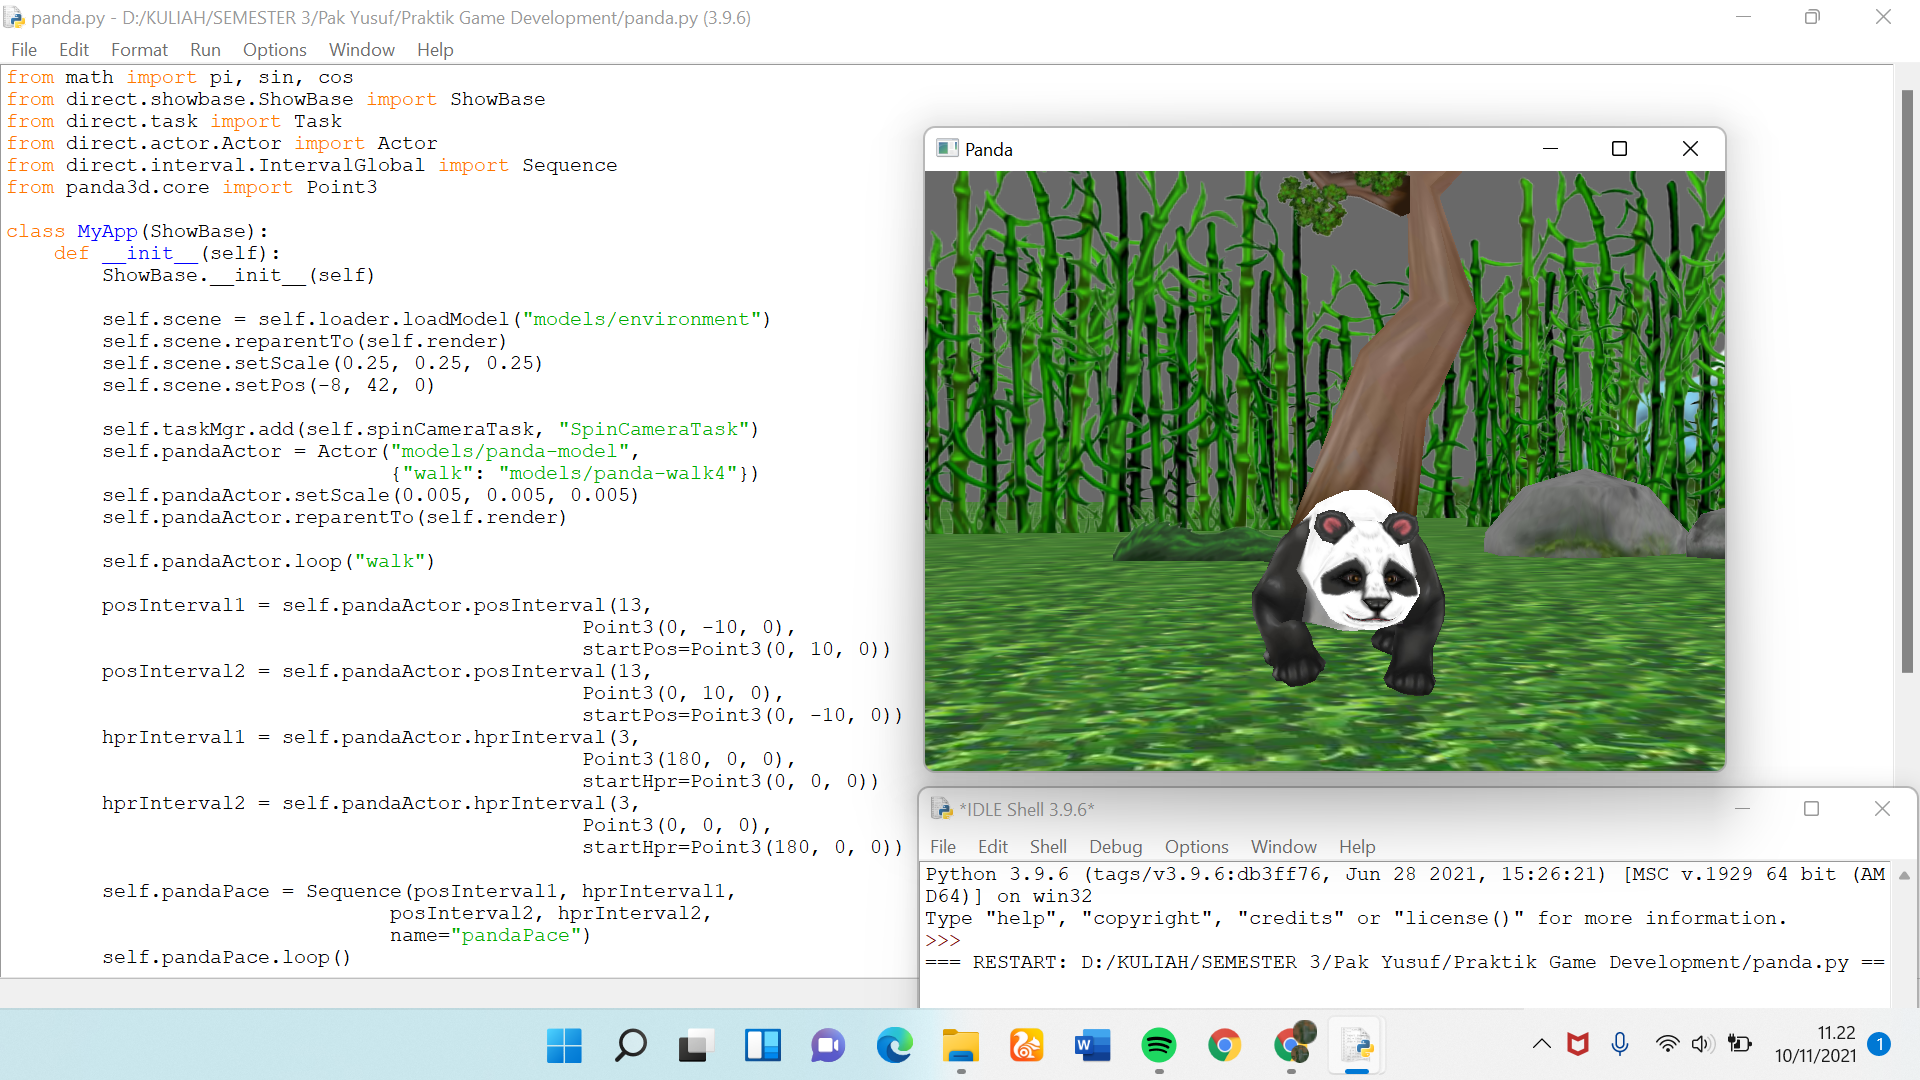 panda.py - D:/KULIAH/SEMESTER 3/Pak Yusuf/Praktik Game Development/panda.py (3.9.6)
File Edit Format Run Options Window Help
from math import pi, sin, cos
from direct.showbase.ShowBase import ShowBase
from direct.task import Task
from direct.actor.Actor import Actor
from direct.interval.IntervalGlobal import Sequence
from panda3d.core import Point3

class MyApp(ShowBase):
    def __init__(self):
        ShowBase.__init__(self)

        self.scene = self.loader.loadModel("models/environment")
        self.scene.reparentTo(self.render)
        self.scene.setScale(0.25, 0.25, 0.25)
        self.scene.setPos(-8, 42, 0)

        self.taskMgr.add(self.spinCameraTask, "SpinCameraTask")
        self.pandaActor = Actor("models/panda-model",
                                {"walk": "models/panda-walk4"})
        self.pandaActor.setScale(0.005, 0.005, 0.005)
        self.pandaActor.reparentTo(self.render)

        self.pandaActor.loop("walk")

        posInterval1 = self.pandaActor.posInterval(13,
                                                Point3(0, -10, 0),
                                                startPos=Point3(0, 10, 0))
        posInterval2 = self.pandaActor.posInterval(13,
                                                Point3(0, 10, 0),
                                                startPos=Point3(0, -10, 0))
        hprInterval1 = self.pandaActor.hprInterval(3,
                                                Point3(180, 0, 0),
                                                startHpr=Point3(0, 0, 0))
        hprInterval2 = self.pandaActor.hprInterval(3,
                                                Point3(0, 0, 0),
                                                startHpr=Point3(180, 0, 0))

        self.pandaPace = Sequence(posInterval1, hprInterval1,
                                posInterval2, hprInterval2,
                                name="pandaPace")
        self.pandaPace.loop()
Panda
*IDLE Shell 3.9.6*
File Edit Shell Debug Options Window Help
Python 3.9.6 (tags/v3.9.6:db3ff76, Jun 28 2021, 15:26:21) [MSC v.1929 64 bit (AM
D64)] on win32
Type "help", "copyright", "credits" or "license()" for more information.
>>>
=== RESTART: D:/KULIAH/SEMESTER 3/Pak Yusuf/Praktik Game Development/panda.py ==
W
11.22
10/11/2021
1